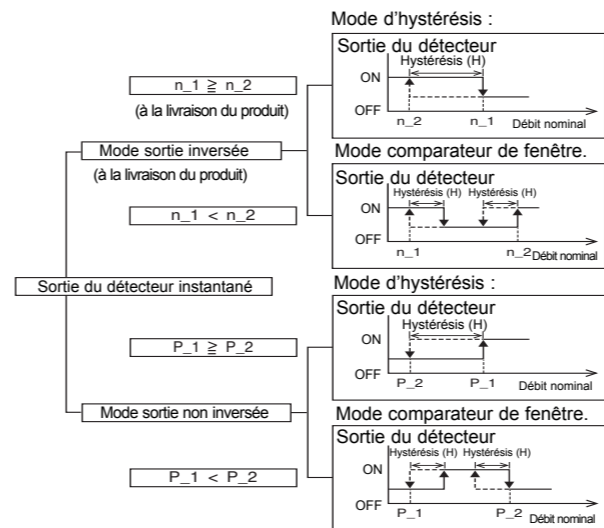 Mode d'hystérésis :
Sortie du détecteur
Hystérésis (H)
ON
OFF
n_2
n_1
Débit nominal
n_1 ≧ n_2
(à la livraison du produit)
Mode sortie inversée
(à la livraison du produit)
Mode comparateur de fenêtre.
Sortie du détecteur
Hystérésis (H)
Hystérésis (H)
ON
OFF
n_1
n_2
Débit nominal
n_1 < n_2
Sortie du détecteur instantané
Mode d'hystérésis :
Sortie du détecteur
Hystérésis (H)
ON
OFF
P_2
P_1
Débit nominal
P_1 ≧ P_2
Mode sortie non inversée
Mode comparateur de fenêtre.
Sortie du détecteur
Hystérésis (H)
Hystérésis (H)
ON
OFF
P_1
P_2
Débit nominal
P_1 < P_2